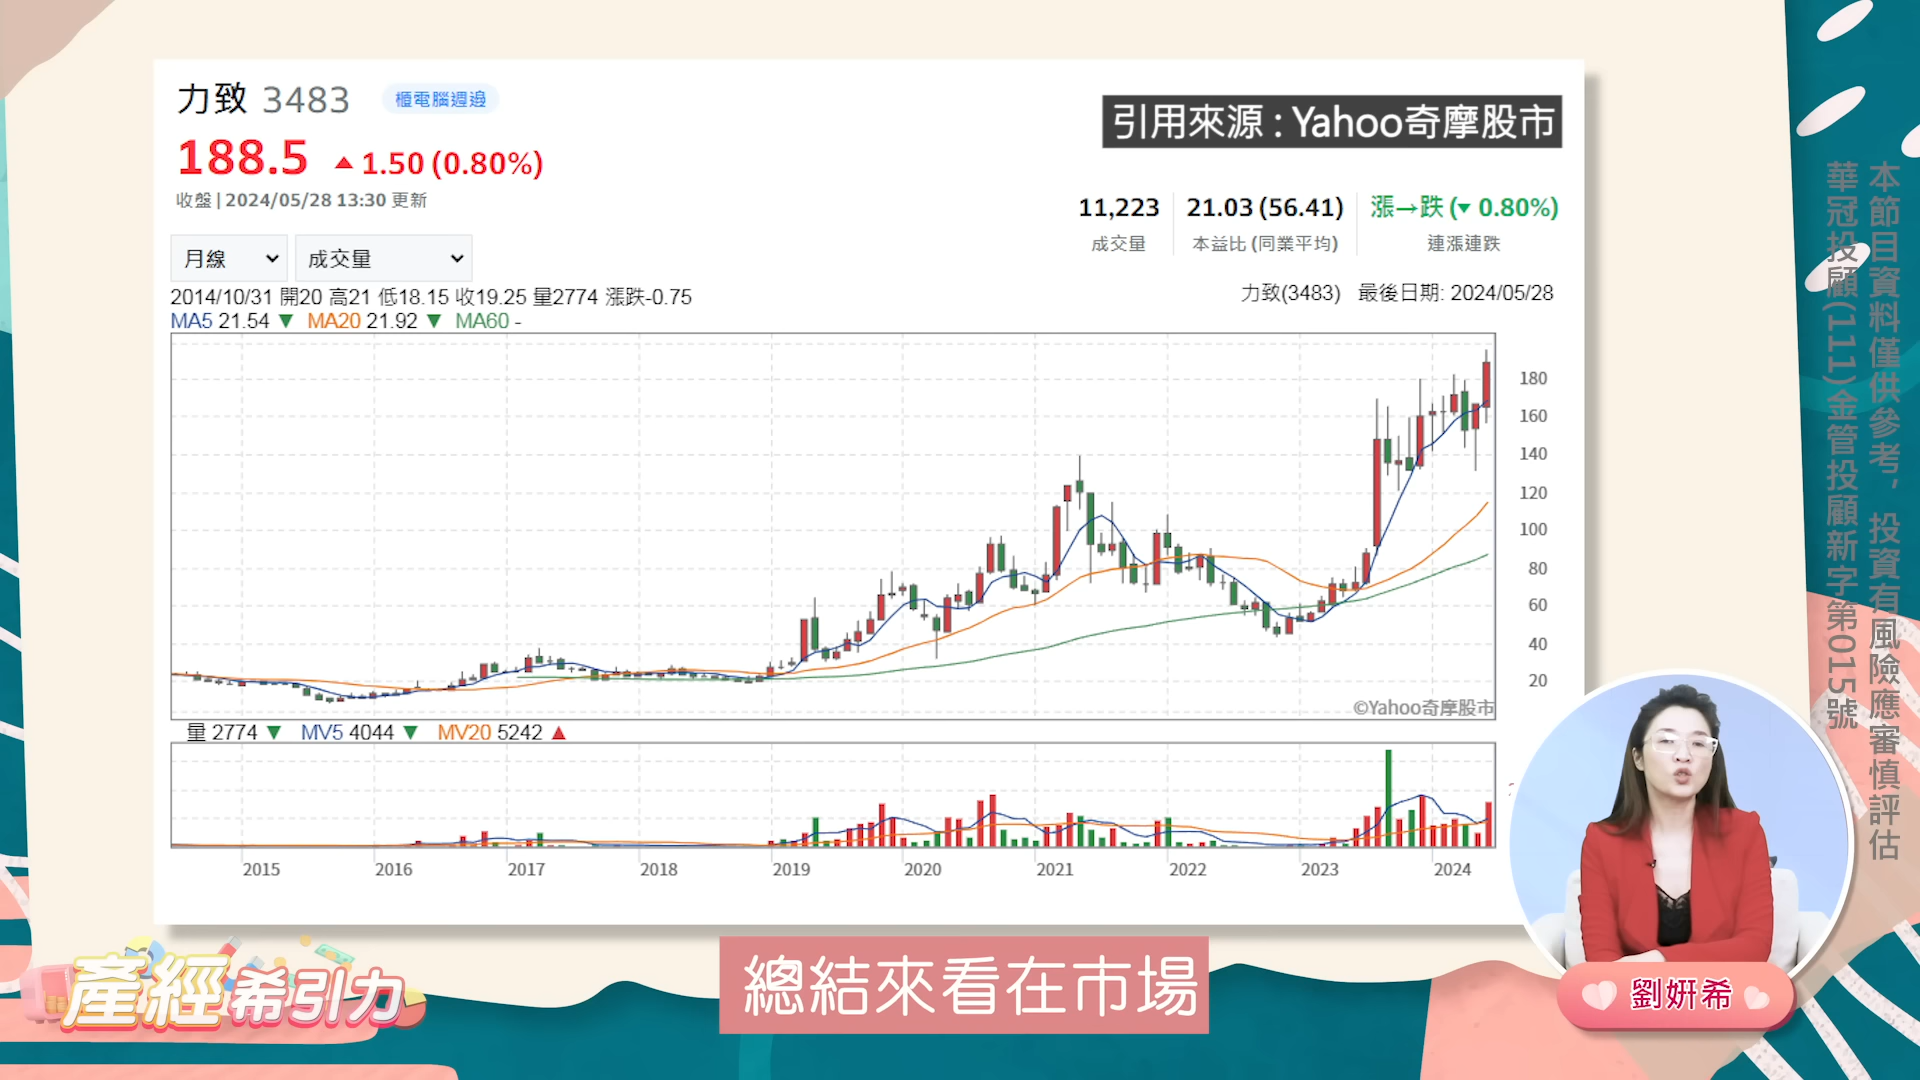 力致 3483 櫃電腦週邊
188.5 ▲ 1.50 (0.80%)
收盤 | 2024/05/28 13:30 更新
引用來源 : Yahoo奇摩股市
11,223 21.03 (56.41) 漲→跌 (▼ 0.80%)
成交量 本益比 (同業平均) 連漲連跌
月線 成交量
2014/10/31 開20 高21 低18.15 收19.25 量2774 漲跌-0.75
力致(3483) 最後日期: 2024/05/28
MA5 21.54 ▼ MA20 21.92 ▼ MA60 -
180
160
140
120
100
80
60
40
20
©Yahoo奇摩股市
量 2774 ▼ MV5 4044 ▼ MV20 5242 ▲
2015 2016 2017 2018 2019 2020 2021 2022 2023 2024
本節目資料僅供參考，投資有風險應審慎評估
華冠投顧(111)金管投顧新字第015號
產經希引力
總結來看在市場
劉妍希